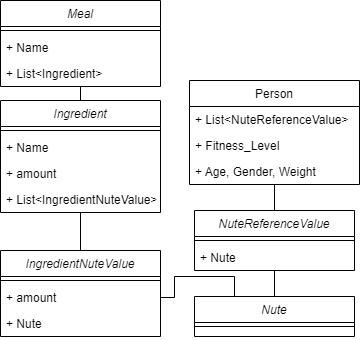 Meal
+ Name
+ List<Ingredient>
Ingredient
+ Name
+ amount
+ List<IngredientNuteValue>
IngredientNuteValue
+ amount
+ Nute
Person
+ List<NuteReferenceValue>
+ Fitness_Level
+ Age, Gender, Weight
NuteReferenceValue
+ Nute
Nute